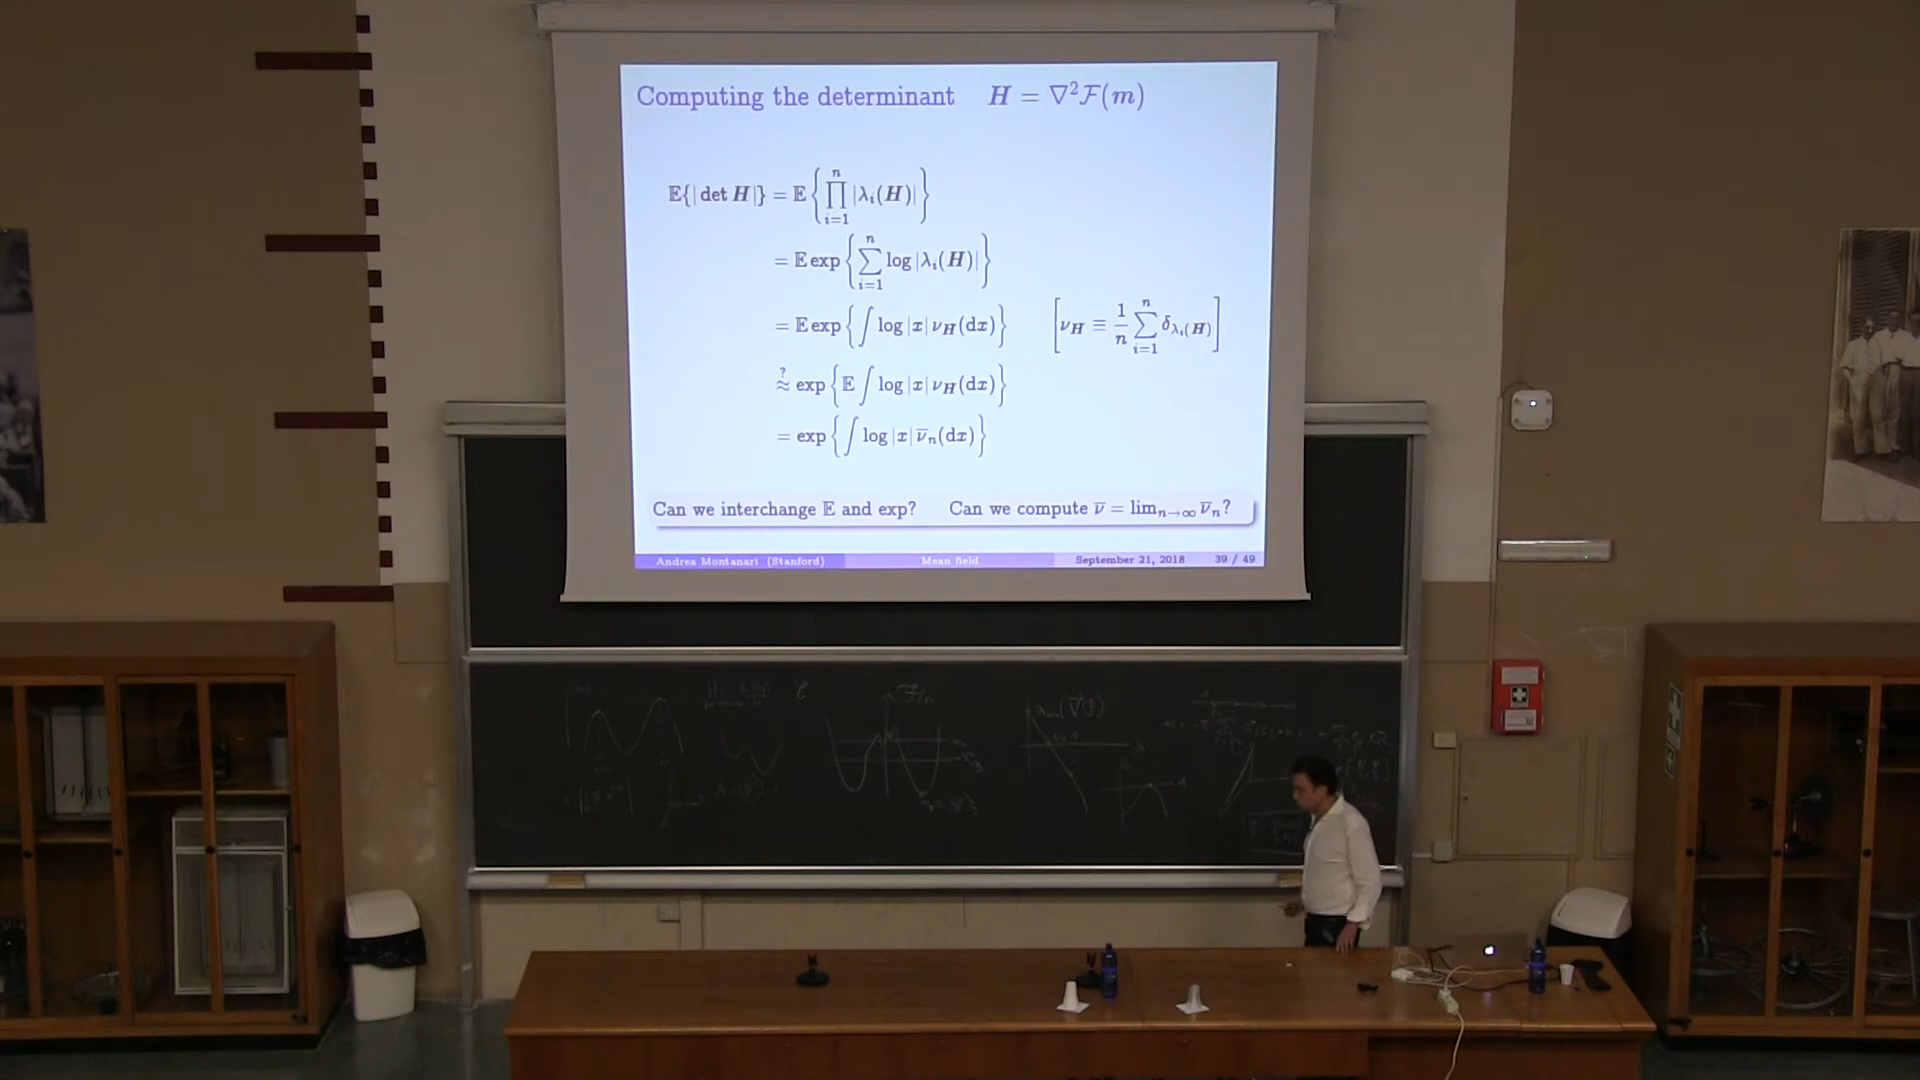 Computing the determinant H = ∇²ℱ(m)
𝔼{| det H|} = 𝔼 { ∏_{i=1}^{n} |λ_i(H)| }
= 𝔼 exp { ∑_{i=1}^{n} log |λ_i(H)| }
= 𝔼 exp { ∫ log |x| ν_H(dx) } [ ν_H ≡ 1/n ∑_{i=1}^{n} δ_{λ_i(H)} ]
≈^? exp { 𝔼 ∫ log |x| ν_H(dx) }
= exp { ∫ log |x| ν̅_n(dx) }
Can we interchange 𝔼 and exp? Can we compute ν̅ = lim_{n→∞} ν̅_n?
Andrea Montanari (Stanford) Mean field September 21, 2018 39 / 49